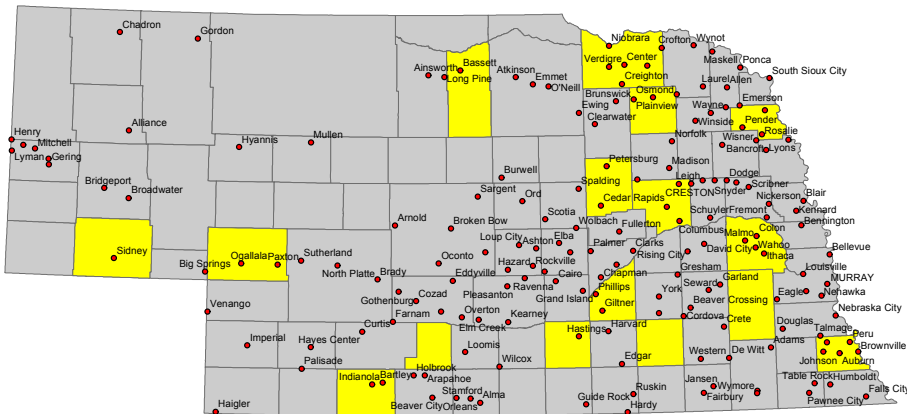 Chadron
Gordon
Niobrara
Crofton
Wynot
Verdigre
Center
Maskell
Ponca
Ainsworth
Bassett
Long Pine
Atkinson
Emmet
O'Neill
Creighton
Laurel
Allen
South Sioux City
Brunswick
Osmond
Ewing
Plainview
Emerson
Clearwater
Wayne
Winside
Pender
Rosalie
Alliance
Henry
Mitchell
Lyman
Gering
Hyannis
Mullen
Norfolk
Wisner
Bancroft
Lyons
Petersburg
Madison
Burwell
Spalding
Leigh
Dodge
Bridgeport
Broadwater
Sargent
Ord
Cedar Rapids
CRESTON
Snyder
Scribner
Nickerson
Blair
Arnold
Broken Bow
Scotia
Wolbach
Fullerton
Schuyler
Fremont
Kennard
Bennington
Columbus
Malmo
Colon
Sidney
Big Springs
Ogallala
Paxton
Sutherland
North Platte
Brady
Oconto
Loup City
Ashton
Elba
Palmer
Clarks
Rising City
David City
Wahoo
Ithaca
Bellevue
Hazard
Rockville
Eddyville
Cairo
Chapman
Gresham
Garland
Louisville
MURRAY
Ravenna
Grand Island
Phillips
Seward
Eagle
Nehawka
Venango
Gothenburg
Cozad
Pleasanton
Giltner
York
Beaver
Crossing
Nebraska City
Farnam
Overton
Kearney
Cordova
Crete
Curtis
Elm Creek
Hastings
Harvard
Douglas
Talmage
Peru
Imperial
Hayes Center
Loomis
Adams
Brownville
Palisade
Wilcox
Edgar
Western
De Witt
Johnson
Auburn
Indianola
Bartley
Holbrook
Arapahoe
Ruskin
Jansen
Wymore
Table Rock
Humboldt
Haigler
Beaver City
Stamford
Orleans
Alma
Guide Rock
Hardy
Fairbury
Pawnee City
Falls City